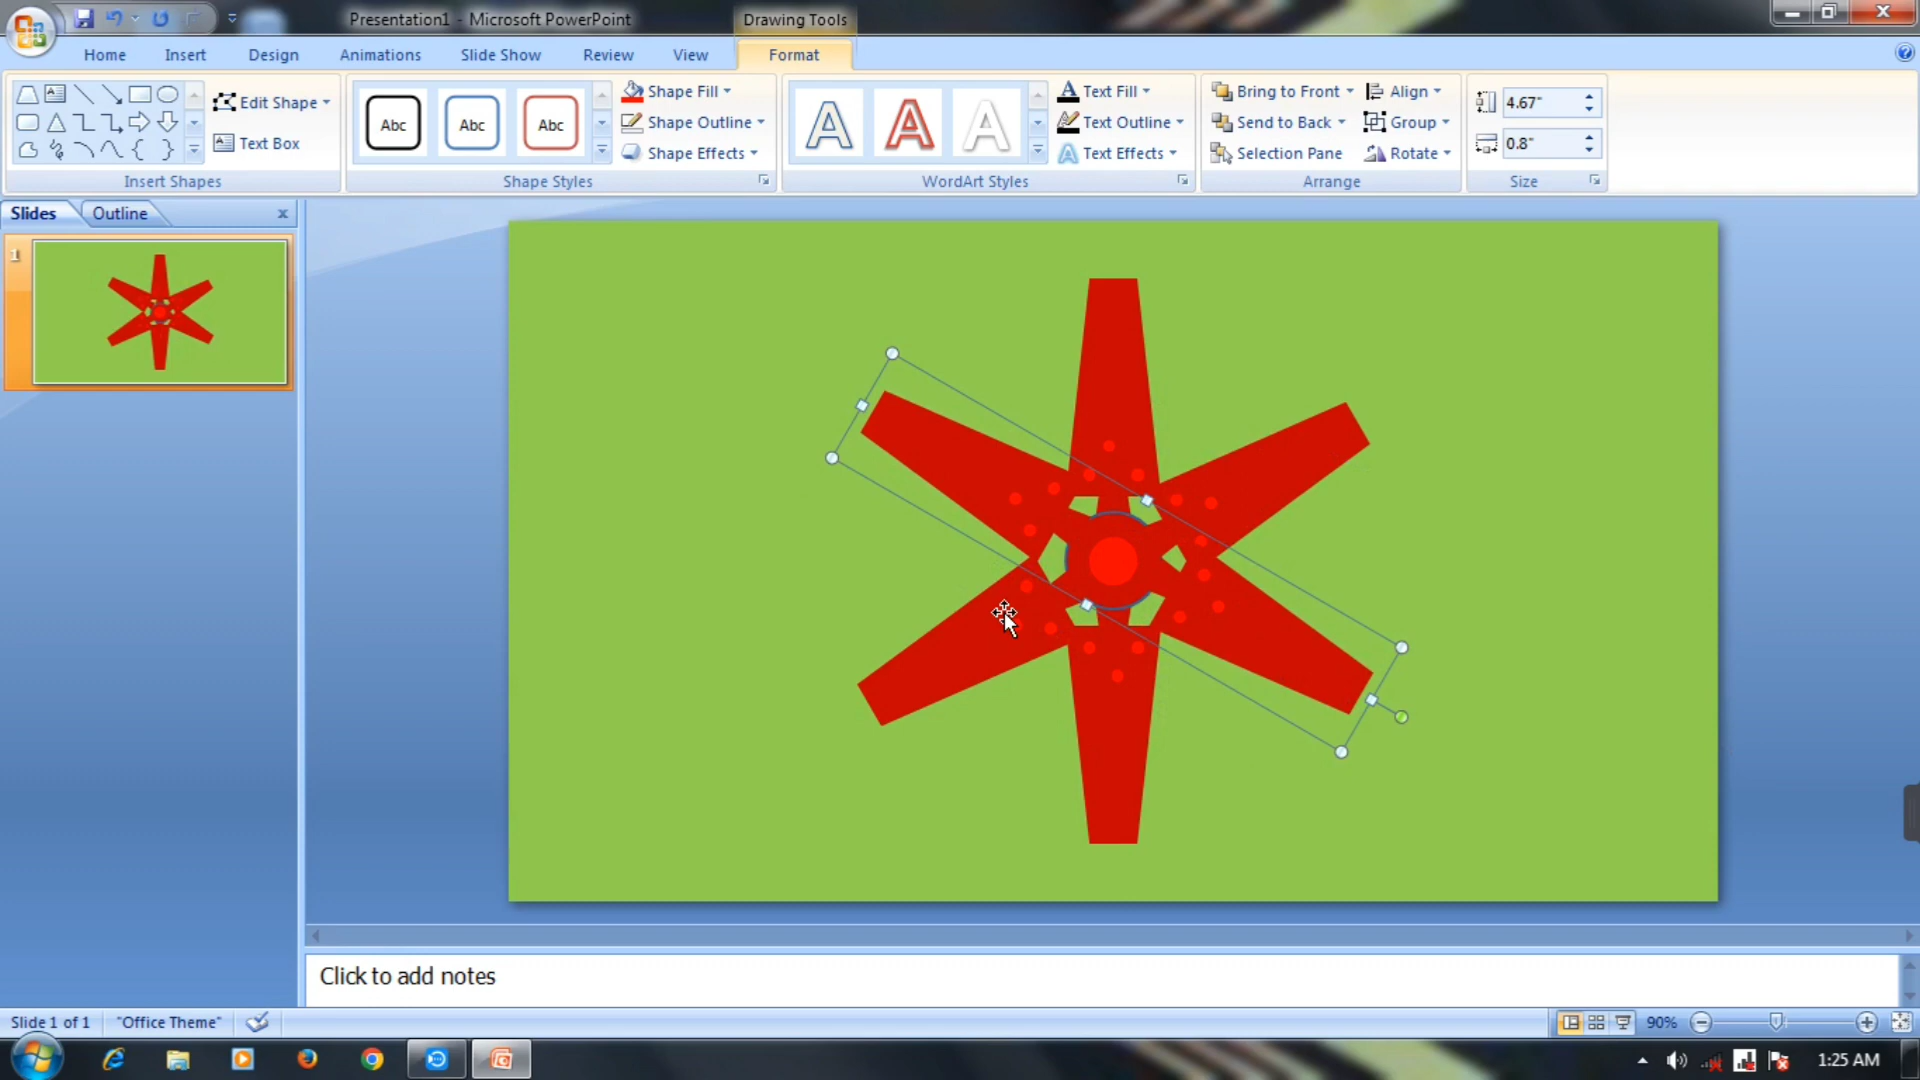 Presentation1 - Microsoft PowerPoint
Drawing Tools
Home Insert Design Animations Slide Show Review View Format
Edit Shape
Text Box
Insert Shapes
Abc Abc Abc
Shape Fill
Shape Outline
Shape Effects
Shape Styles
A A A
Text Fill
Text Outline
Text Effects
WordArt Styles
Bring to Front
Send to Back
Selection Pane
Align
Group
Rotate
Arrange
4.67"
0.8"
Size
Slides Outline x
1
Click to add notes
Slide 1 of 1 "Office Theme" 90%
1:25 AM